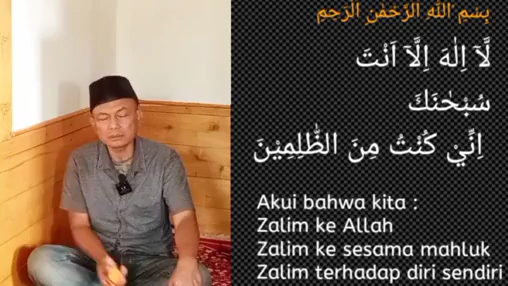 بِسْمِ اللّٰهِ الرَّحْمٰنِ الرَّحِيْمِ
لَّآ اِلٰهَ اِلَّآ اَنْتَ
سُبْحٰنَكَ
اِنِّيْ كُنْتُ مِنَ الظّٰلِمِيْنَ
Akui bahwa kita :
Zalim ke Allah
Zalim ke sesama mahluk
Zalim terhadap diri sendiri